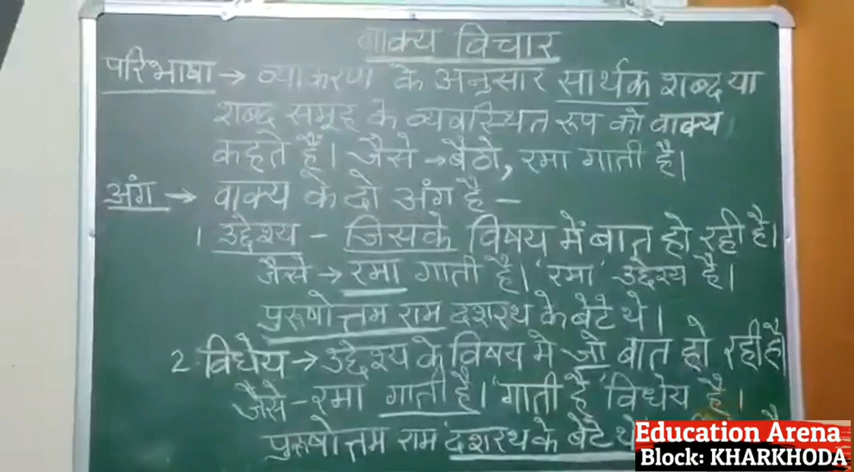 वाक्य विचार
परिभाषा → व्याकरण के अनुसार सार्थक शब्द या
शब्द समूह के व्यवस्थित रूप को वाक्य
कहते हैं। जैसे → बैठो, रमा गाती है।
अंग → वाक्य के दो अंग है –
1. उद्देश्य – जिसके विषय में बात हो रही है।
जैसे → रमा गाती है। 'रमा' उद्देश्य है।
पुरूषोत्तम राम दशरथ के बेटे थे।
2. विधेय → उद्देश्य के विषय मे जो बात हो रही हो
जैसे – रमा गाती है। 'गाती है' विधेय है।
पुरूषोत्तम राम दशरथ के बेटे थे
Education Arena
Block: KHARKHODA